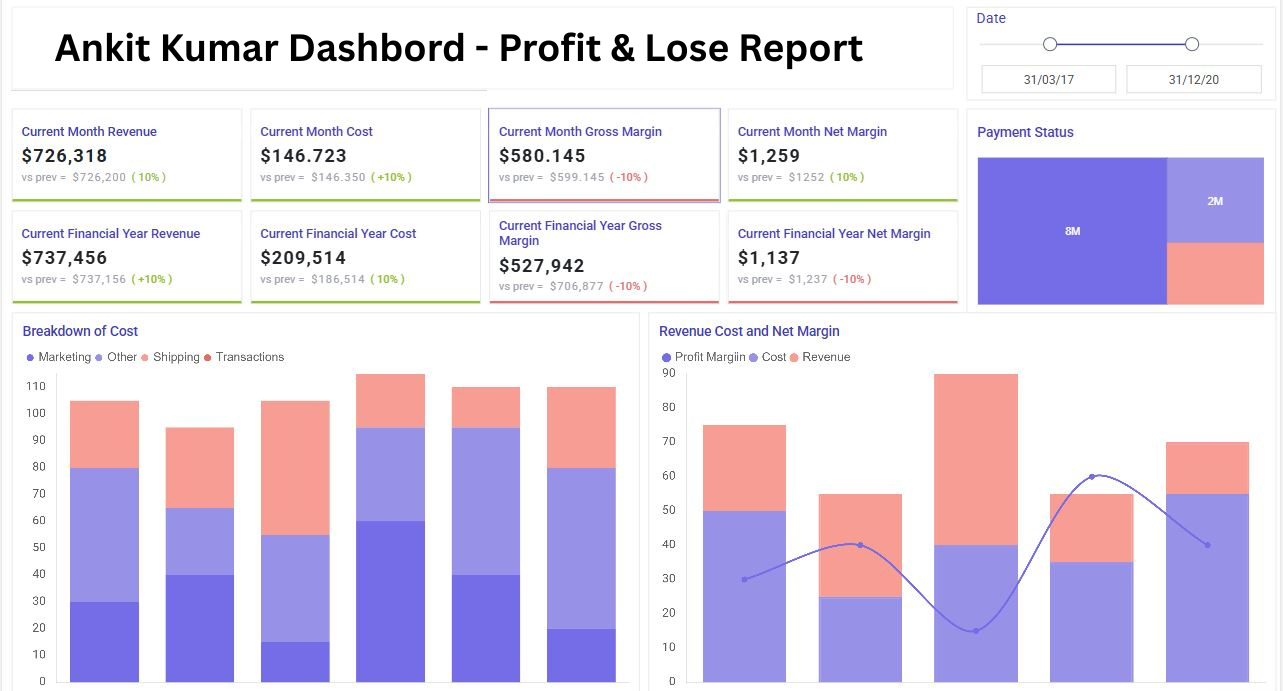 Ankit Kumar Dashbord - Profit & Lose Report
Date
31/03/17
31/12/20
Current Month Revenue
$726,318
vs prev = $726,200 ( 10% )
Current Month Cost
$146.723
vs prev = $146.350 ( +10% )
Current Month Gross Margin
$580.145
vs prev = $599.145 ( -10% )
Current Month Net Margin
$1,259
vs prev = $1252 ( 10% )
Payment Status
8M
2M
Current Financial Year Revenue
$737,456
vs prev = $737,156 ( +10% )
Current Financial Year Cost
$209,514
vs prev = $186,514 ( 10% )
Current Financial Year Gross
Margin
$527,942
vs prev = $706,877 ( -10% )
Current Financial Year Net Margin
$1,137
vs prev = $1,237 ( -10% )
Breakdown of Cost
Marketing Other Shipping Transactions
110
100
90
80
70
60
50
40
30
20
10
0
Revenue Cost and Net Margin
Profit Margiin Cost Revenue
90
80
70
60
50
40
30
20
10
0